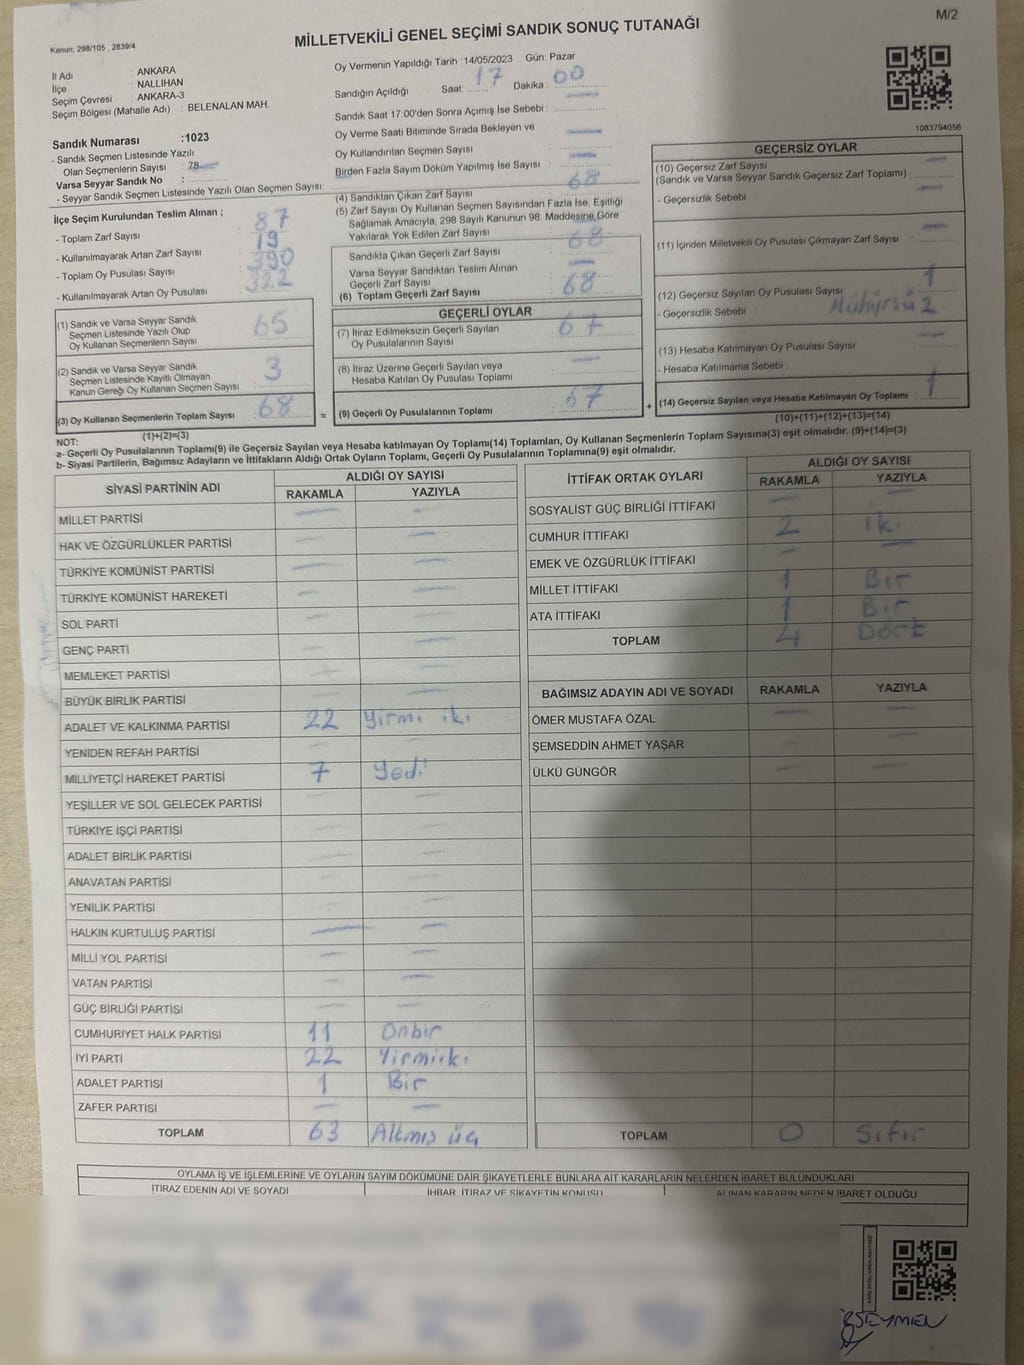 M/2
MİLLETVEKİLİ GENEL SEÇİMİ SANDIK SONUÇ TUTANAĞI
Kanun; 298/105 , 2839/4
İl Adı : ANKARA
İlçe : NALLIHAN
Seçim Çevresi : ANKARA-3
Seçim Bölgesi (Mahalle Adı) : BELENALAN MAH.
Sandık Numarası :1023
- Sandık Seçmen Listesinde Yazılı
Olan Seçmenlerin Sayısı : 78
Varsa Seyyar Sandık No :
- Seyyar Sandık Seçmen Listesinde Yazılı Olan Seçmen Sayısı:
Oy Vermenin Yapıldığı Tarih :14/05/2023 Gün: Pazar
Sandığın Açıldığı Saat: 17 Dakika : 00
Sandık Saat 17:00'den Sonra Açımış İse Sebebi :
Oy Verme Saati Bitiminde Sırada Bekleyen ve
Oy Kullandırılan Seçmen Sayısı :
Birden Fazla Sayım Döküm Yapılmış İse Sayısı :
1083794056
İlçe Seçim Kurulundan Teslim Alınan ;
- Toplam Zarf Sayısı : 87
- Kullanılmayarak Artan Zarf Sayısı : 19
- Toplam Oy Pusulası Sayısı : 390
- Kullanılmayarak Artan Oy Pusulası : 322
(4) Sandıktan Çıkan Zarf Sayısı : 68
(5) Zarf Sayısı Oy Kullanan Seçmen Sayısından Fazla İse, Eşitliği
Sağlamak Amacıyla, 298 Sayılı Kanunun 98. Maddesine Göre
Yakılarak Yok Edilen Zarf Sayısı :
Sandıkta Çıkan Geçerli Zarf Sayısı : 68
Varsa Seyyar Sandıktan Teslim Alınan
Geçerli Zarf Sayısı :
(6) Toplam Geçerli Zarf Sayısı : 68
GEÇERSİZ OYLAR
(10) Geçersiz Zarf Sayısı
(Sandık ve Varsa Seyyar Sandık Geçersiz Zarf Toplamı) :
- Geçersizlik Sebebi :
(11) İçinden Milletvekili Oy Pusulası Çıkmayan Zarf Sayısı :
(12) Geçersiz Sayılan Oy Pusulası Sayısı : 1
- Geçersizlik Sebebi : Mühürsüz
(13) Hesaba Katılmayan Oy Pusulası Sayısı :
- Hesaba Katılmama Sebebi :
(14) Geçersiz Sayılan veya Hesaba Katılmayan Oy Toplamı : 1
(10)+(11)+(12)+(13)=(14)
(1) Sandık ve Varsa Seyyar Sandık
Seçmen Listesinde Yazılı Olup
Oy Kullanan Seçmenlerin Sayısı : 65
(2) Sandık ve Varsa Seyyar Sandık
Seçmen Listesinde Kayıtlı Olmayan
Kanun Gereği Oy Kullanan Seçmen Sayısı : 3
(3) Oy Kullanan Seçmenlerin Toplam Sayısı : 68 =
(1)+(2)=(3)
GEÇERLİ OYLAR
(7) İtiraz Edilmeksizin Geçerli Sayılan
Oy Pusulalarının Sayısı : 67
(8) İtiraz Üzerine Geçerli Sayılan veya
Hesaba Katılan Oy Pusulası Toplamı :
(9) Geçerli Oy Pusulalarının Toplamı : 67 +
NOT:
a- Geçerli Oy Pusulalarının Toplamı(9) ile Geçersiz Sayılan veya Hesaba katılmayan Oy Toplamı(14) Toplamları, Oy Kullanan Seçmenlerin Toplam Sayısına(3) eşit olmalıdır. (9)+(14)=(3)
b- Siyasi Partilerin, Bağımsız Adayların ve İttifakların Aldığı Ortak Oyların Toplamı, Geçerli Oy Pusulalarının Toplamına(9) eşit olmalıdır.
SİYASİ PARTİNİN ADI ALDIĞI OY SAYISI
RAKAMLA YAZIYLA
MİLLET PARTİSİ
HAK VE ÖZGÜRLÜKLER PARTİSİ
TÜRKİYE KOMÜNİST PARTİSİ
TÜRKİYE KOMÜNİST HAREKETİ
SOL PARTİ
GENÇ PARTİ
MEMLEKET PARTİSİ
BÜYÜK BİRLİK PARTİSİ
ADALET VE KALKINMA PARTİSİ 22 Yirmi iki
YENİDEN REFAH PARTİSİ
MİLLİYETÇİ HAREKET PARTİSİ 7 Yedi
YEŞİLLER VE SOL GELECEK PARTİSİ
TÜRKİYE İŞÇİ PARTİSİ
ADALET BİRLİK PARTİSİ
ANAVATAN PARTİSİ
YENİLİK PARTİSİ
HALKIN KURTULUŞ PARTİSİ
MİLLİ YOL PARTİSİ
VATAN PARTİSİ
GÜÇ BİRLİĞİ PARTİSİ
CUMHURİYET HALK PARTİSİ 11 Onbir
İYİ PARTİ 22 Yirmiiki
ADALET PARTİSİ 1 Bir
ZAFER PARTİSİ
TOPLAM 63 Altmış üç
İTTİFAK ORTAK OYLARI ALDIĞI OY SAYISI
RAKAMLA YAZIYLA
SOSYALİST GÜÇ BİRLİĞİ İTTİFAKI
CUMHUR İTTİFAKI 2 iki
EMEK VE ÖZGÜRLÜK İTTİFAKI
MİLLET İTTİFAKI 1 Bir
ATA İTTİFAKI 1 Bir
TOPLAM 4 Dört
BAĞIMSIZ ADAYIN ADI VE SOYADI RAKAMLA YAZIYLA
ÖMER MUSTAFA ÖZAL
ŞEMSEDDİN AHMET YAŞAR
ÜLKÜ GÜNGÖR
TOPLAM 0 Sıfır
OYLAMA İŞ VE İŞLEMLERİNE VE OYLARIN SAYIM DÖKÜMÜNE DAİR ŞİKAYETLERLE BUNLARA AİT KARARLARIN NELERDEN İBARET BULUNDUKLARI
İTİRAZ EDENİN ADI VE SOYADI İHBAR, İTİRAZ VE ŞİKAYETİN KONUSU ALINAN KARARIN NEDEN İBARET OLDUĞU
SEYMEN